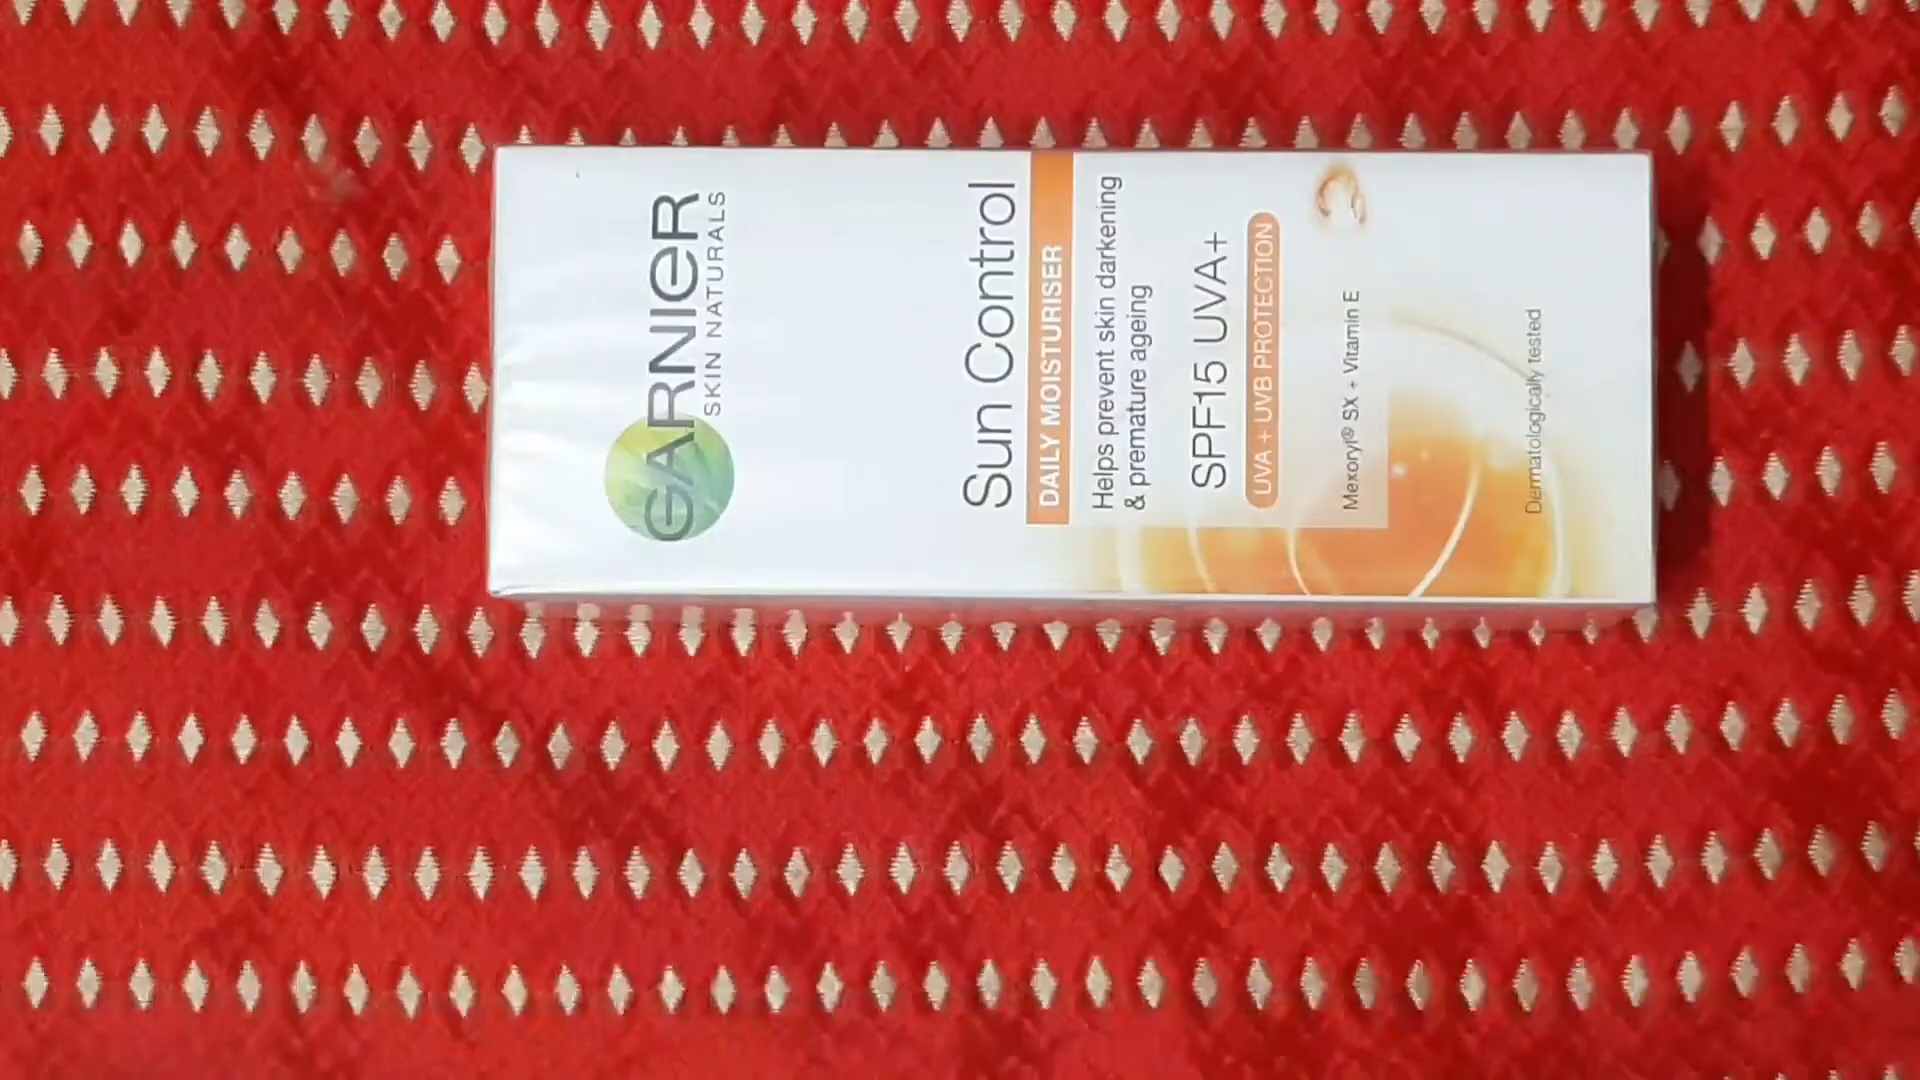 GARNIER
SKIN NATURALS
Sun Control
DAILY MOISTURISER
Helps prevent skin darkening
& premature ageing
SPF15 UVA+
UVA + UVB PROTECTION
Mexoryl® SX + Vitamin E
Dermatologically tested